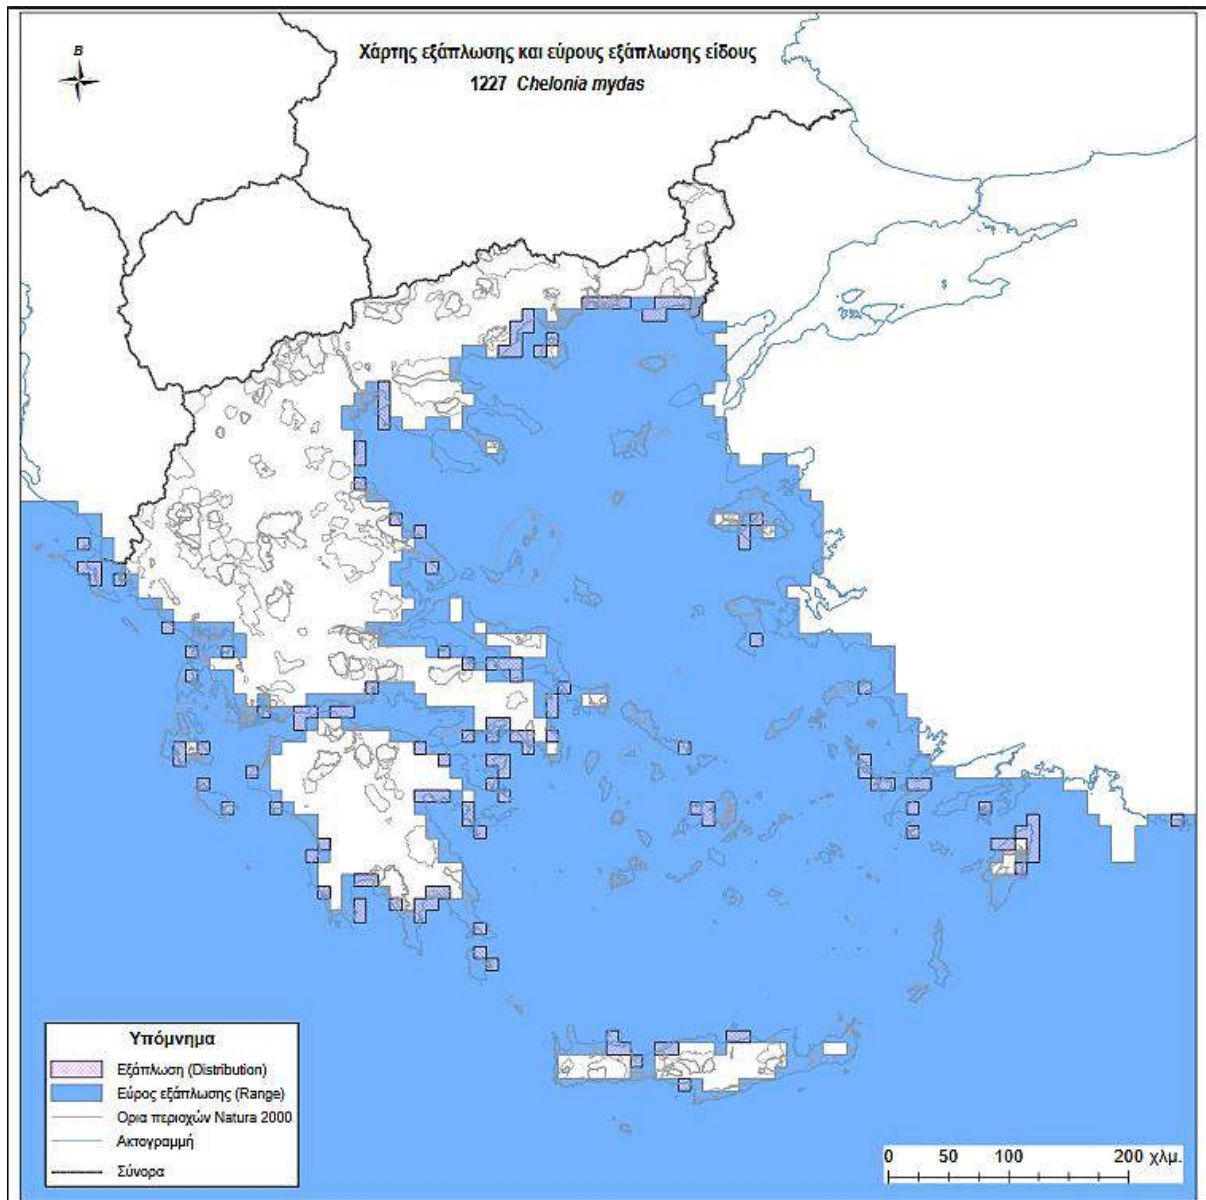 Χάρτης εξάπλωσης και εύρους εξάπλωσης είδους
1227 Chelonia mydas
B
Υπόμνημα
Εξάπλωση (Distribution)
Εύρος εξάπλωσης (Range)
Ορια περιοχών Natura 2000
Ακτογραμμή
Σύνορα
0 50 100 200 χλμ.